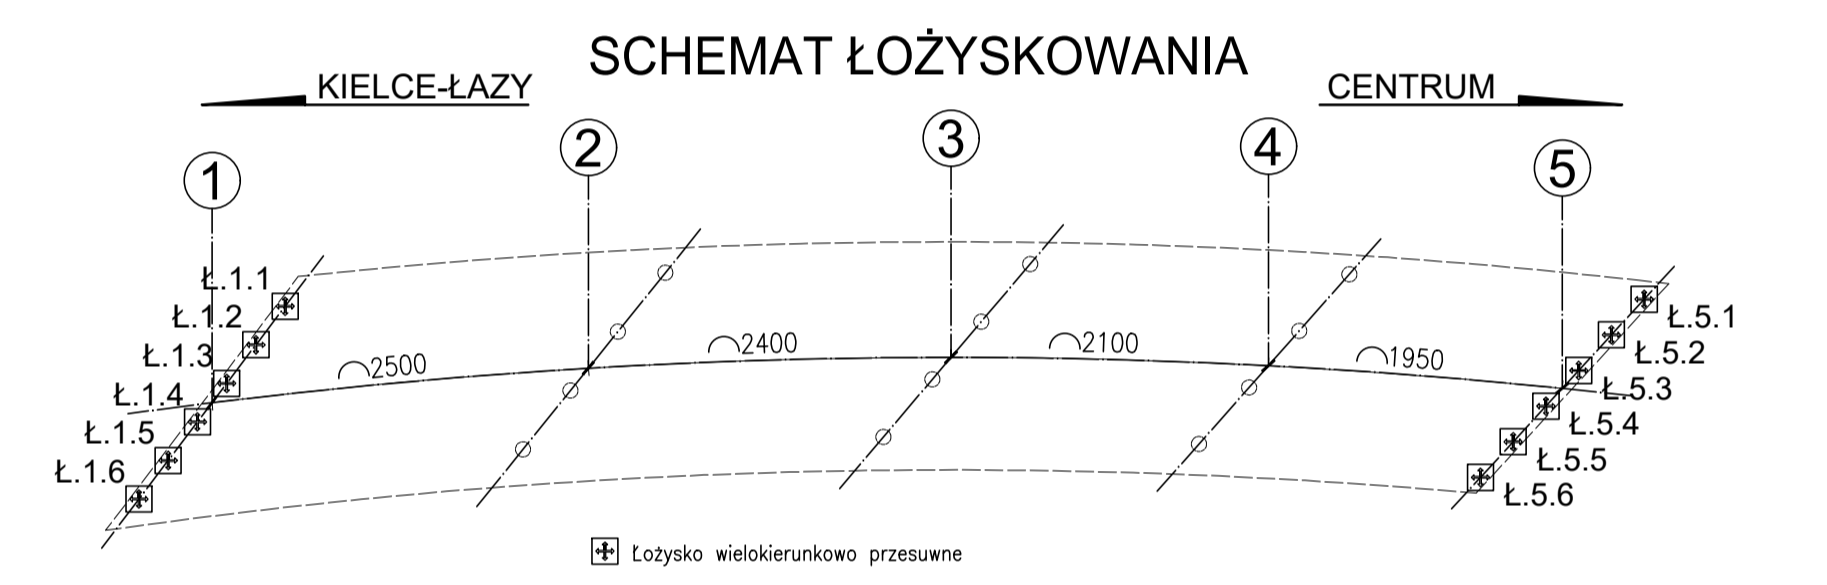 SCHEMAT ŁOŻYSKOWANIA
KIELCE-ŁAZY
CENTRUM
1
2
3
4
5
Ł.1.1
Ł.1.2
Ł.1.3
Ł.1.4
Ł.1.5
Ł.1.6
2500
2400
2100
1950
Ł.5.1
Ł.5.2
Ł.5.3
Ł.5.4
Ł.5.5
Ł.5.6
Łożysko wielokierunkowo przesuwne